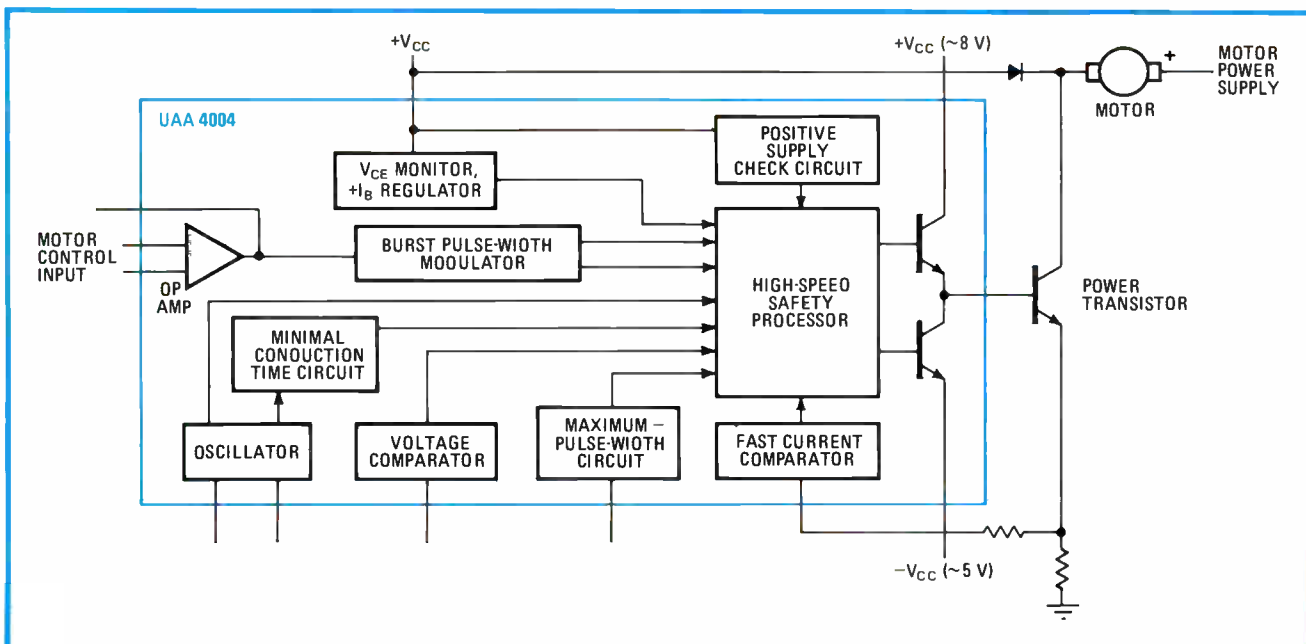 +VCC
+VCC (~8 V)
+
MOTOR
POWER
SUPPLY
MOTOR
UAA 4004
POSITIVE
SUPPLY
CHECK CIRCUIT
VCE MONITOR,
+IB REGULATOR
MOTOR
CONTROL
INPUT
OP
AMP
BURST PULSE-WIOTH
MODULATOR
HIGH-SPEEO
SAFETY
PROCESSOR
POWER
TRANSISTOR
MINIMAL
CONOUCTION
TIME CIRCUIT
OSCILLATOR
VOLTAGE
COMPARATOR
MAXIMUM –
PULSE-WIOTH
CIRCUIT
FAST CURRENT
COMPARATOR
–VCC (~5 V)